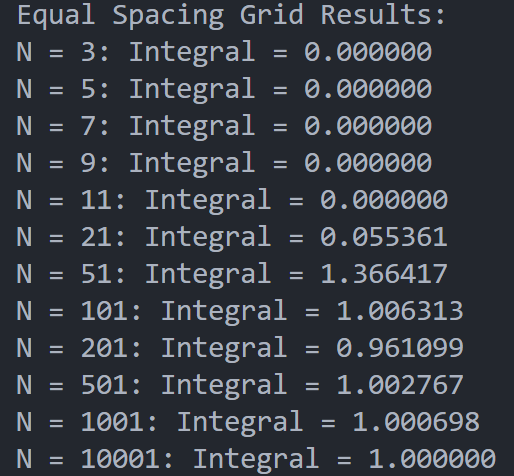 Equal Spacing Grid Results:
N = 3: Integral = 0.000000
N = 5: Integral = 0.000000
N = 7: Integral = 0.000000
N = 9: Integral = 0.000000
N = 11: Integral = 0.000000
N = 21: Integral = 0.055361
N = 51: Integral = 1.366417
N = 101: Integral = 1.006313
N = 201: Integral = 0.961099
N = 501: Integral = 1.002767
N = 1001: Integral = 1.000698
N = 10001: Integral = 1.000000